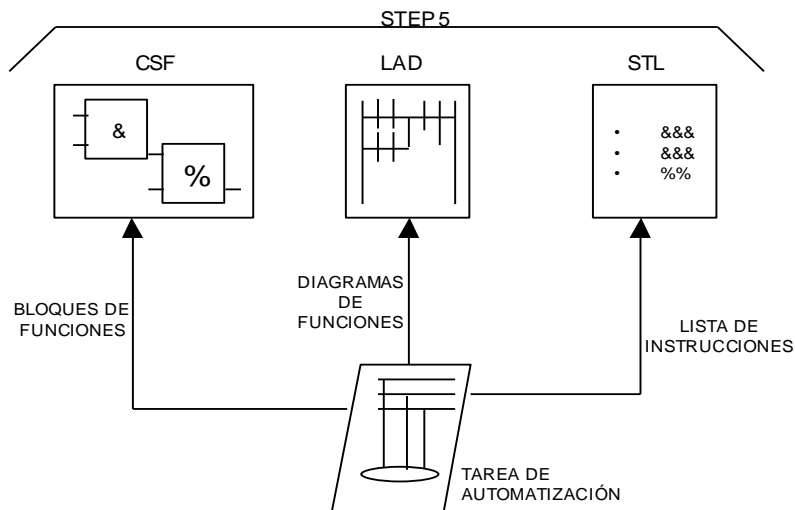 STEP 5
CSF
LAD
STL
&
%
• &&&
• &&&
• %%
BLOQUES DE
FUNCIONES
DIAGRAMAS
DE
FUNCIONES
LISTA DE
INSTRUCCIONES
TAREA DE
AUTOMATIZACIÓN